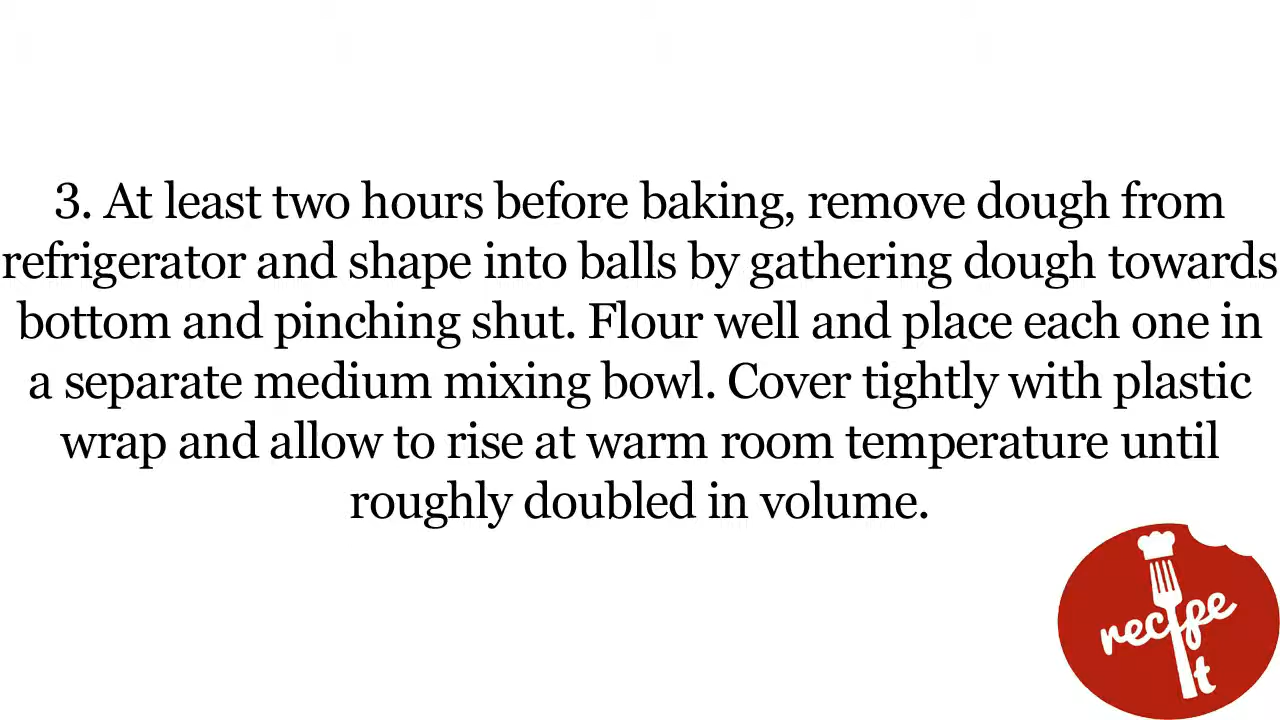 3. At least two hours before baking, remove dough from
refrigerator and shape into balls by gathering dough towards
bottom and pinching shut. Flour well and place each one in
a separate medium mixing bowl. Cover tightly with plastic
wrap and allow to rise at warm room temperature until
roughly doubled in volume.
recipe
it